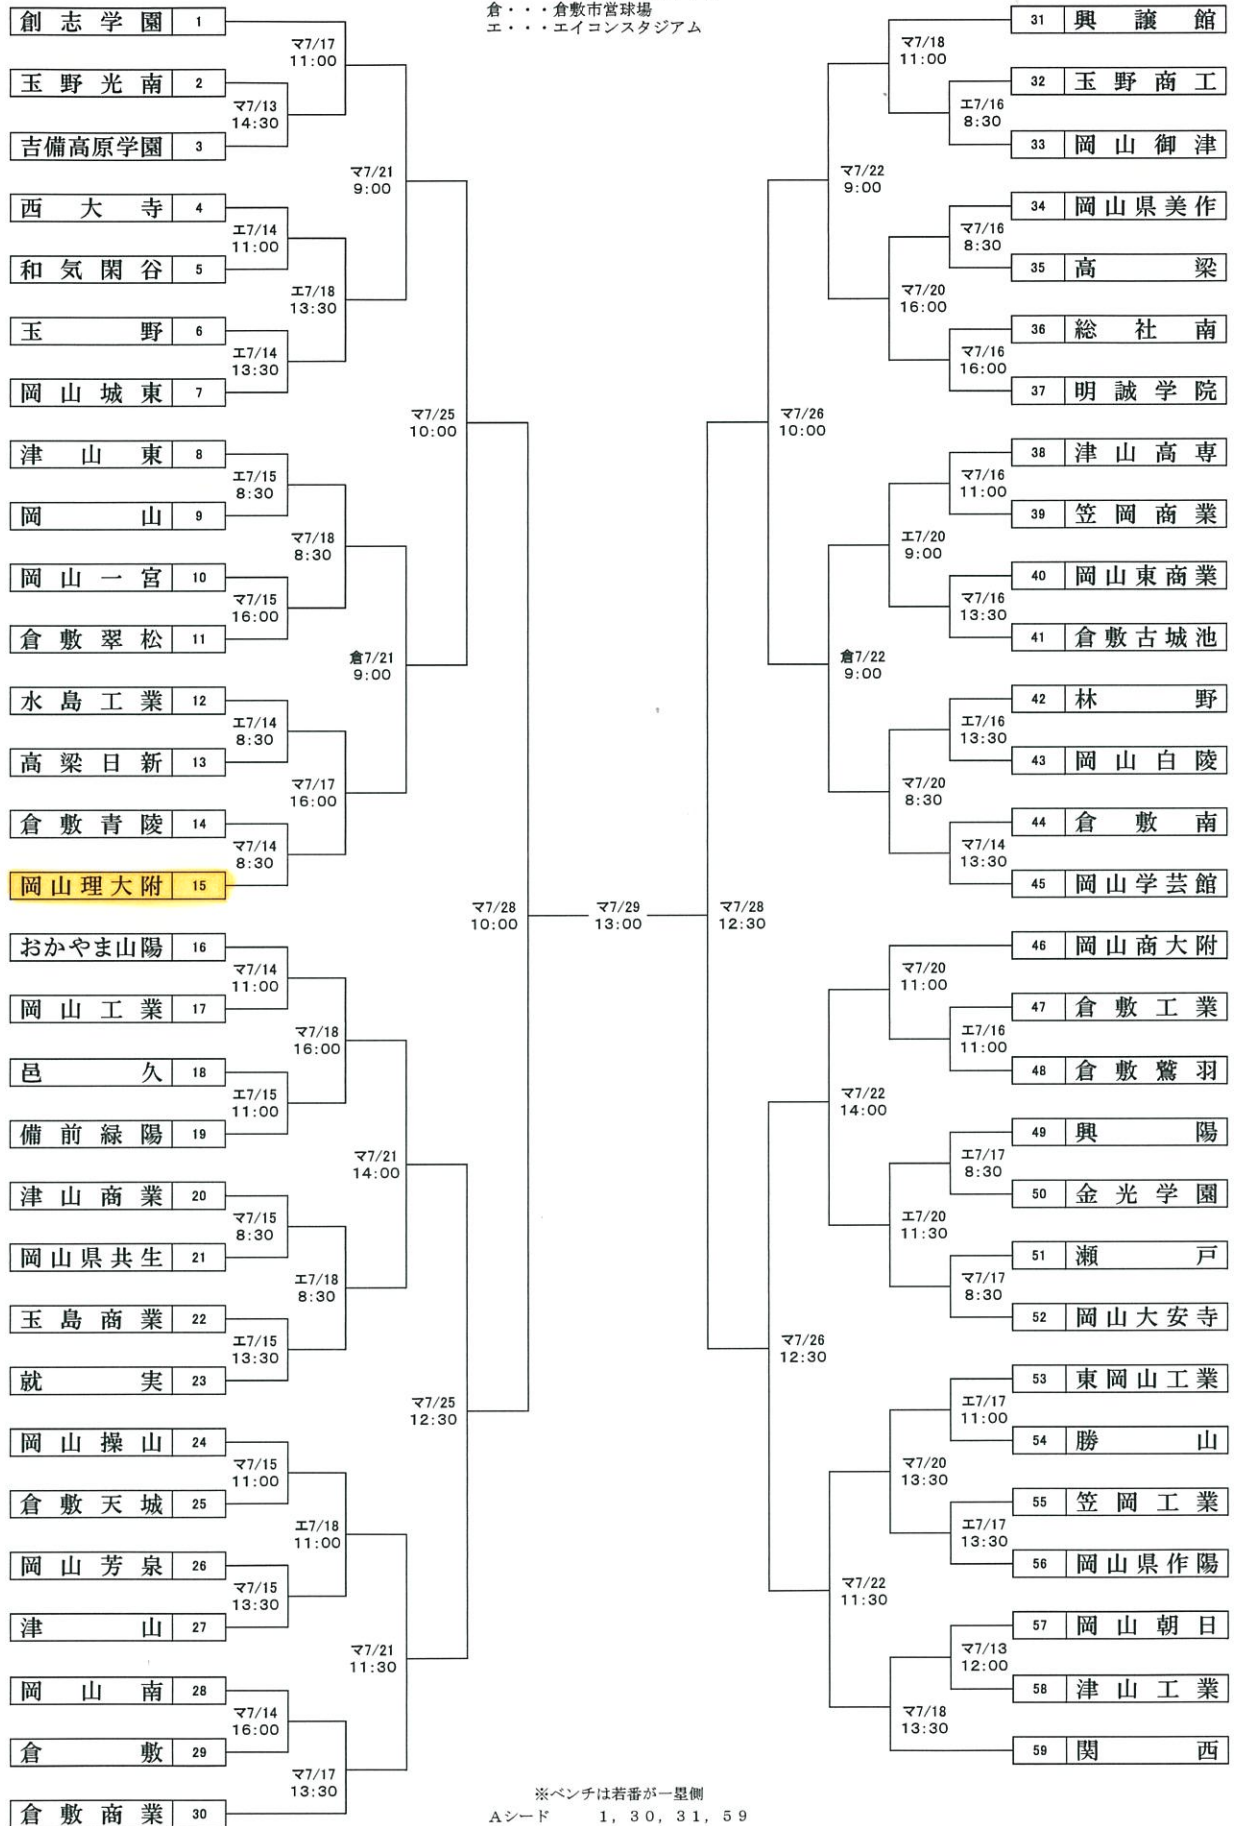 倉・・・倉敷市営球場
エ・・・エイコンスタジアム
創志学園 1
マ7/17
11:00
玉野光南 2
マ7/13
14:30
吉備高原学園 3
マ7/21
9:00
西大寺 4
エ7/14
11:00
和気閑谷 5
エ7/18
13:30
玉野 6
エ7/14
13:30
岡山城東 7
マ7/25
10:00
津山東 8
エ7/15
8:30
岡山 9
マ7/18
8:30
岡山一宮 10
マ7/15
16:00
倉敷翠松 11
倉7/21
9:00
水島工業 12
エ7/14
8:30
高梁日新 13
マ7/17
16:00
倉敷青陵 14
マ7/14
8:30
岡山理大附 15
マ7/28
10:00
おかやま山陽 16
マ7/14
11:00
岡山工業 17
マ7/18
16:00
邑久 18
エ7/15
11:00
備前緑陽 19
マ7/21
14:00
津山商業 20
マ7/15
8:30
岡山県共生 21
エ7/18
8:30
玉島商業 22
エ7/15
13:30
就実 23
マ7/25
12:30
岡山操山 24
マ7/15
11:00
倉敷天城 25
エ7/18
11:00
岡山芳泉 26
マ7/15
13:30
津山 27
マ7/21
11:30
岡山南 28
マ7/14
16:00
倉敷 29
マ7/17
13:30
倉敷商業 30
マ7/29
13:00
31 興譲館
マ7/18
11:00
32 玉野商工
エ7/16
8:30
33 岡山御津
マ7/22
9:00
34 岡山県美作
マ7/16
8:30
35 高梁
マ7/20
16:00
36 総社南
マ7/16
16:00
37 明誠学院
マ7/26
10:00
38 津山高専
マ7/16
11:00
39 笠岡商業
エ7/20
9:00
40 岡山東商業
マ7/16
13:30
41 倉敷古城池
倉7/22
9:00
42 林野
エ7/16
13:30
43 岡山白陵
マ7/20
8:30
44 倉敷南
マ7/14
13:30
45 岡山学芸館
マ7/28
12:30
46 岡山商大附
マ7/20
11:00
47 倉敷工業
エ7/16
11:00
48 倉敷鷲羽
マ7/22
14:00
49 興陽
エ7/17
8:30
50 金光学園
エ7/20
11:30
51 瀬戸
マ7/17
8:30
52 岡山大安寺
マ7/26
12:30
53 東岡山工業
エ7/17
11:00
54 勝山
マ7/20
13:30
55 笠岡工業
エ7/17
13:30
56 岡山県作陽
マ7/22
11:30
57 岡山朝日
マ7/13
12:00
58 津山工業
マ7/18
13:30
59 関西
※ベンチは若番が一塁側
Aシード 1, 30, 31, 59